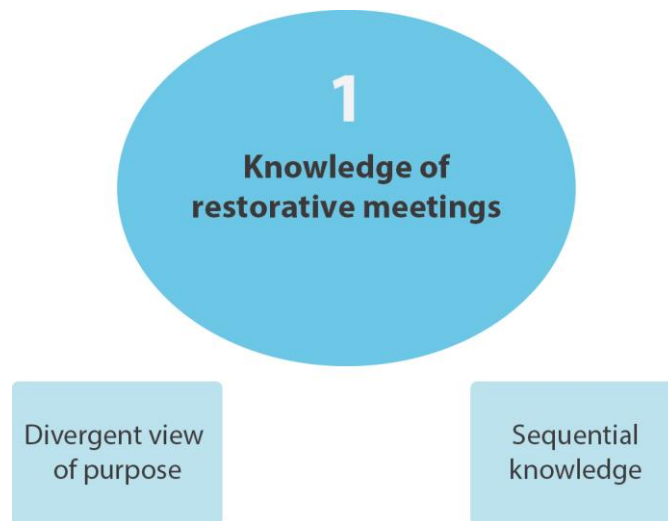 1
Knowledge of
restorative meetings
Divergent view
of purpose
Sequential
knowledge